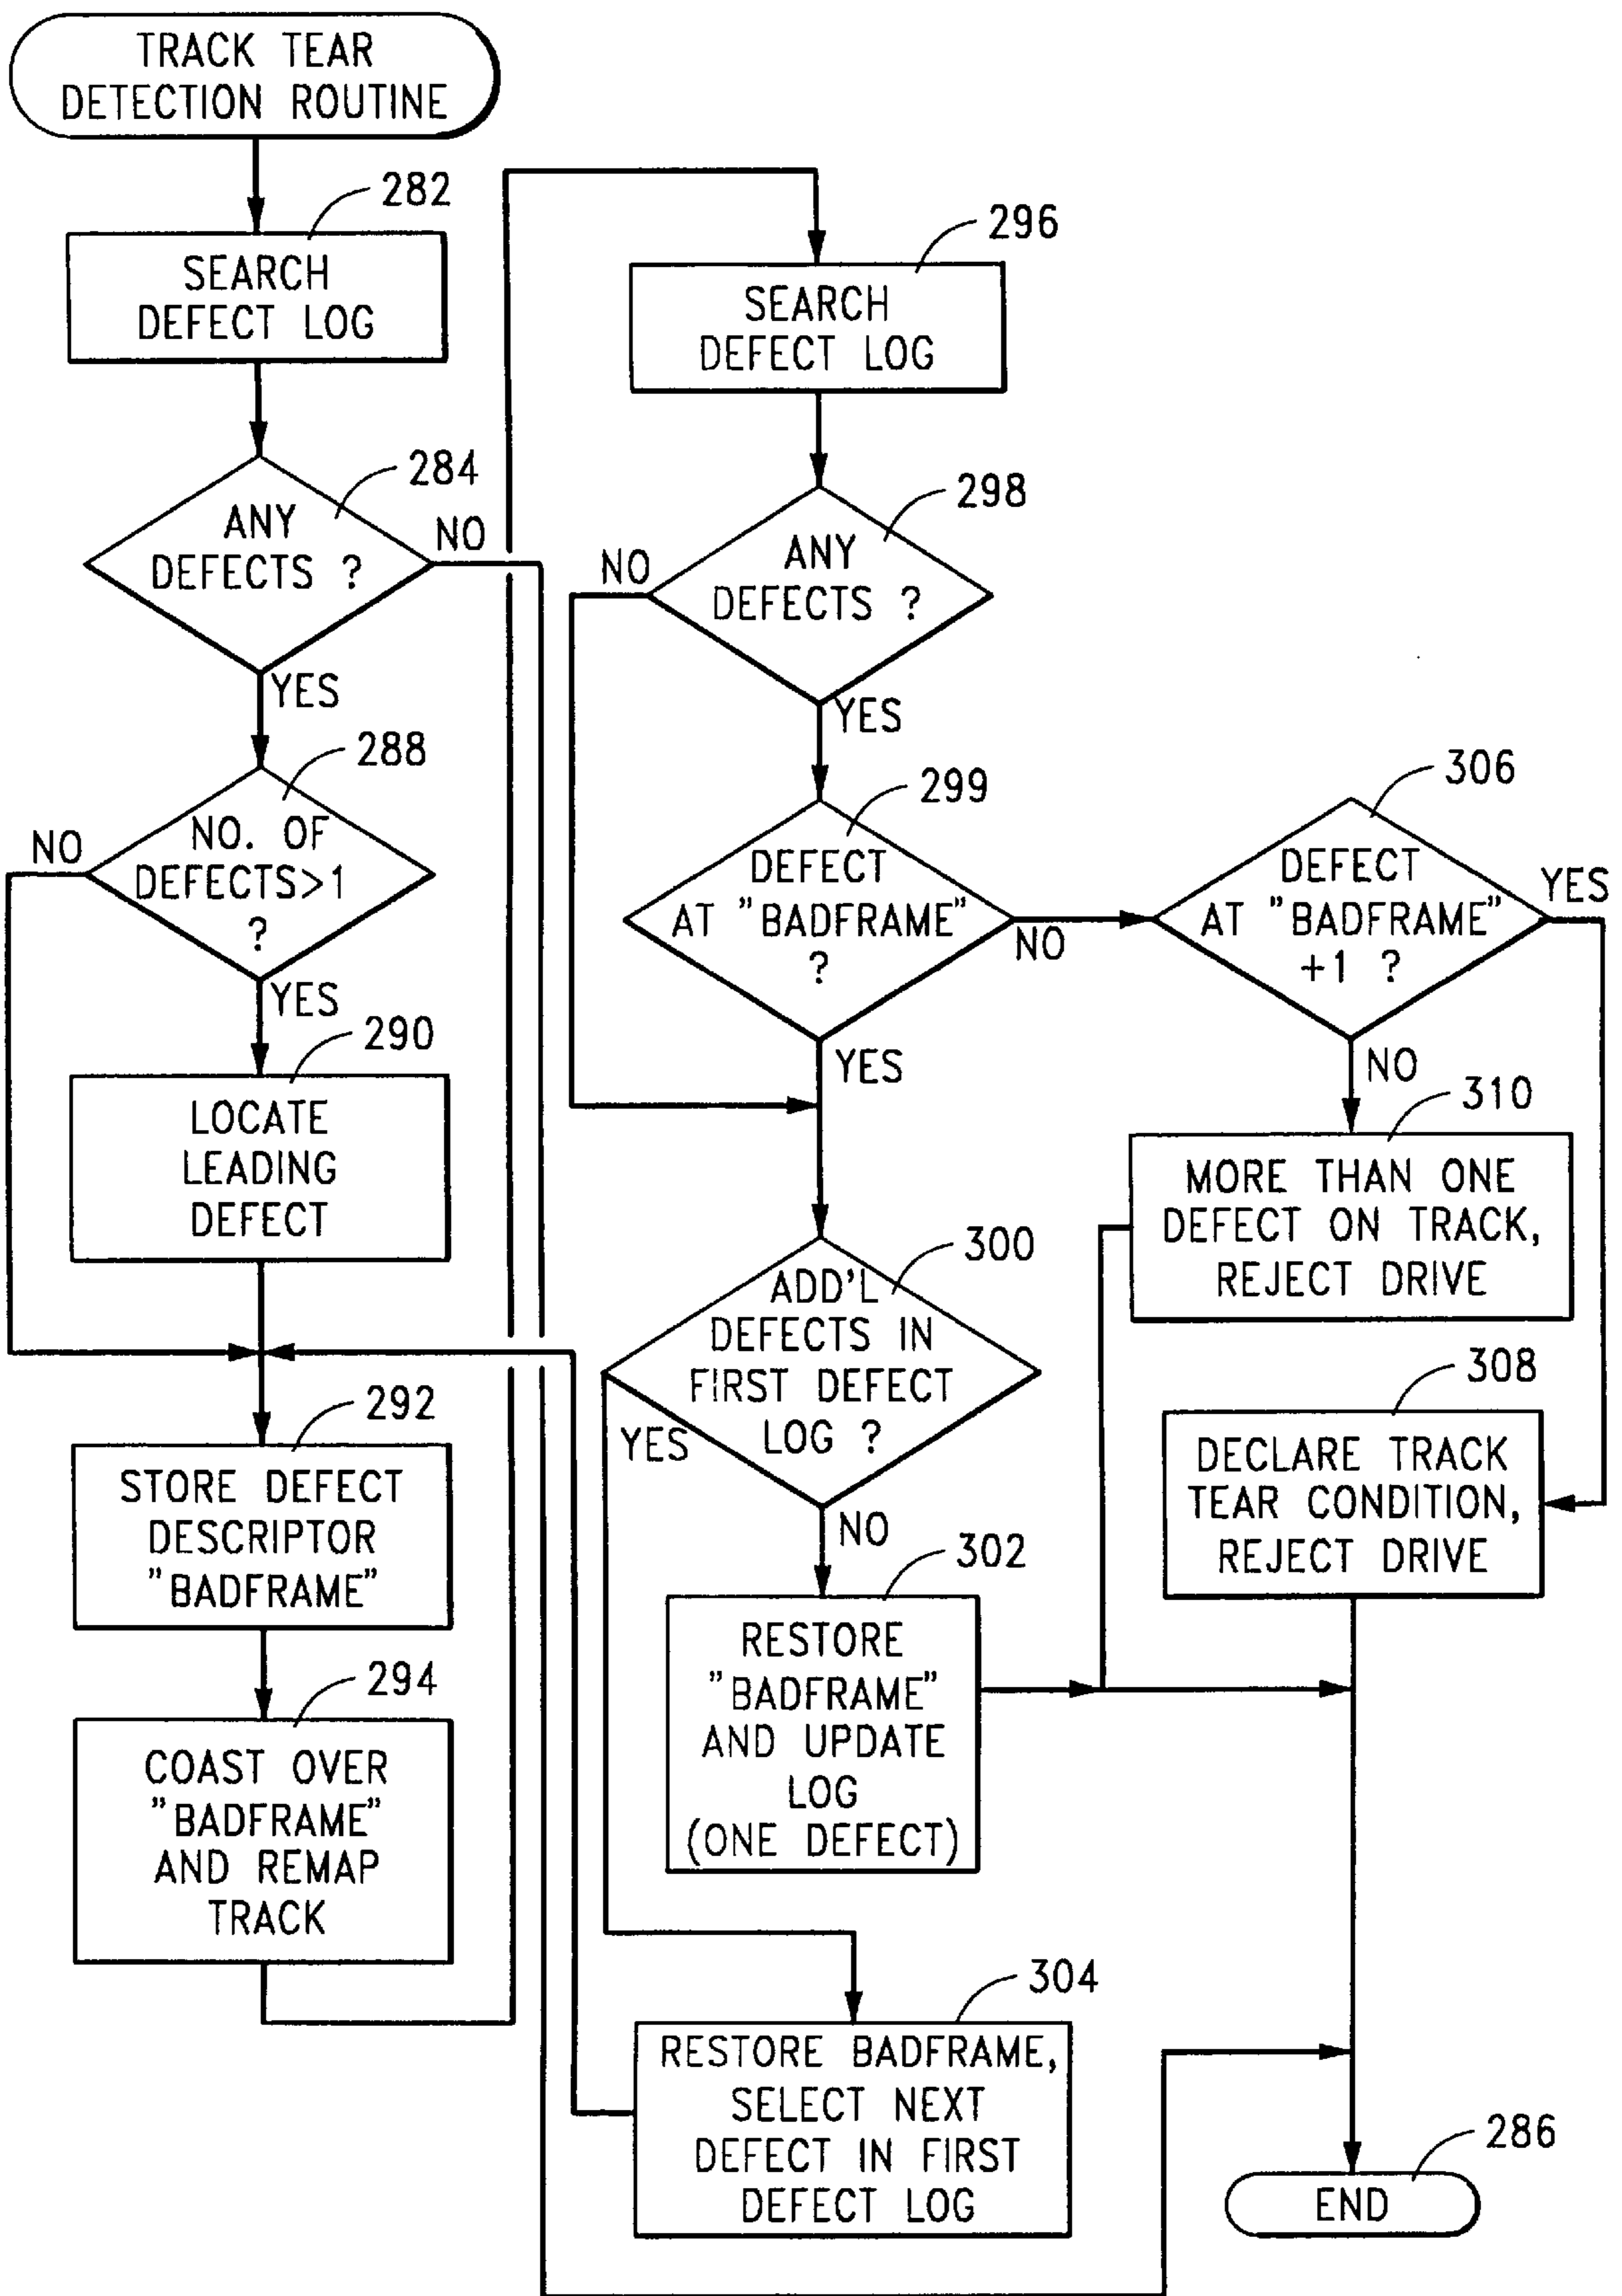 TRACK TEAR
DETECTION ROUTINE
282
SEARCH
DEFECT LOG
284
ANY
DEFECTS ?
NO
YES
288
NO. OF
DEFECTS>1
?
NO
YES
290
LOCATE
LEADING
DEFECT
292
STORE DEFECT
DESCRIPTOR
"BADFRAME"
294
COAST OVER
"BADFRAME"
AND REMAP
TRACK
296
SEARCH
DEFECT LOG
298
ANY
DEFECTS ?
NO
YES
299
DEFECT
AT "BADFRAME"
?
NO
YES
300
ADD'L
DEFECTS IN
FIRST DEFECT
LOG ?
YES
NO
302
RESTORE
"BADFRAME"
AND UPDATE
LOG
(ONE DEFECT)
304
RESTORE BADFRAME,
SELECT NEXT
DEFECT IN FIRST
DEFECT LOG
306
DEFECT
AT "BADFRAME"
+1 ?
YES
NO
310
MORE THAN ONE
DEFECT ON TRACK,
REJECT DRIVE
308
DECLARE TRACK
TEAR CONDITION,
REJECT DRIVE
286
END